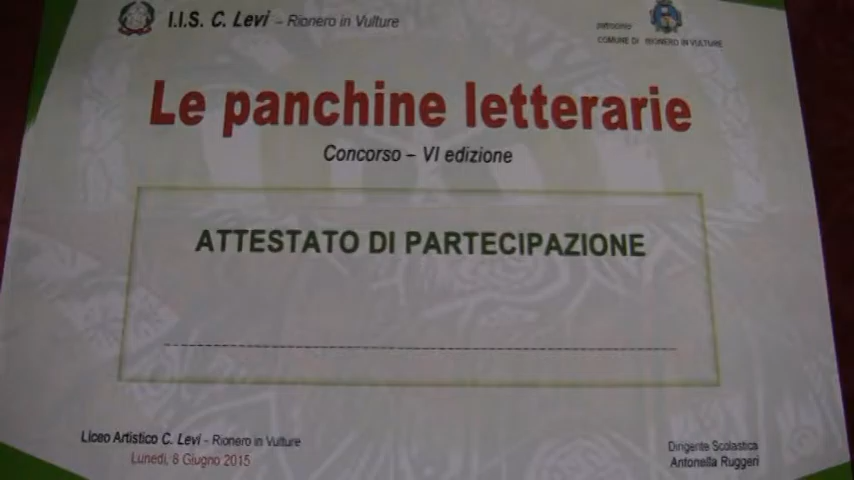 I.I.S. C. Levi – Rionero in Vulture
patrocinio
COMUNE DI RIONERO IN VULTURE
Le panchine letterarie
Concorso – VI edizione
ATTESTATO DI PARTECIPAZIONE
Liceo Artistico C. Levi - Rionero in Vulture
Lunedì, 8 Giugno 2015
Dirigente Scolastica
Antonella Ruggeri